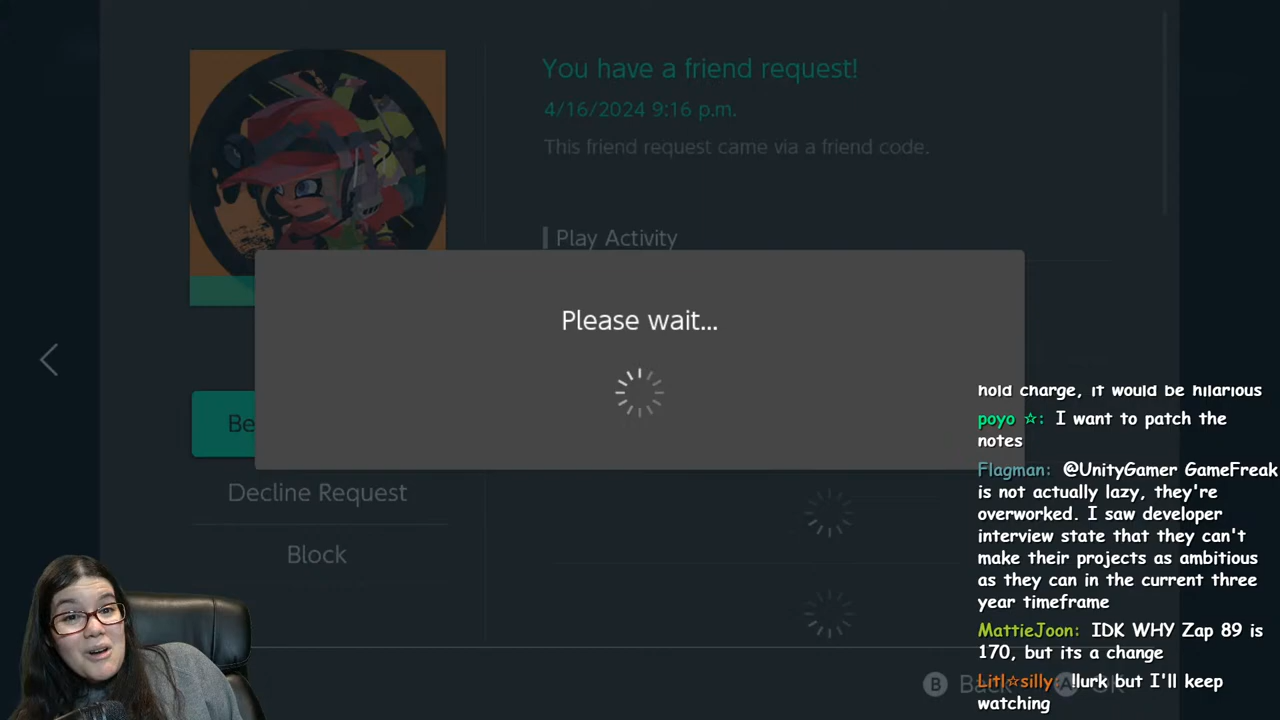 You have a friend request!
4/16/2024 9:16 p.m.
This friend request came via a friend code.
Play Activity
Please wait...
Be
Decline Request
Block
B Back A OK
hold charge, it would be hilarious
poyo ☆: I want to patch the
notes
Flagman: @UnityGamer GameFreak
is not actually lazy, they're
overworked. I saw developer
interview state that they can't
make their projects as ambitious
as they can in the current three
year timeframe
MattieJoon: IDK WHY Zap 89 is
170, but its a change
Litl☆silly: !lurk but I'll keep
watching